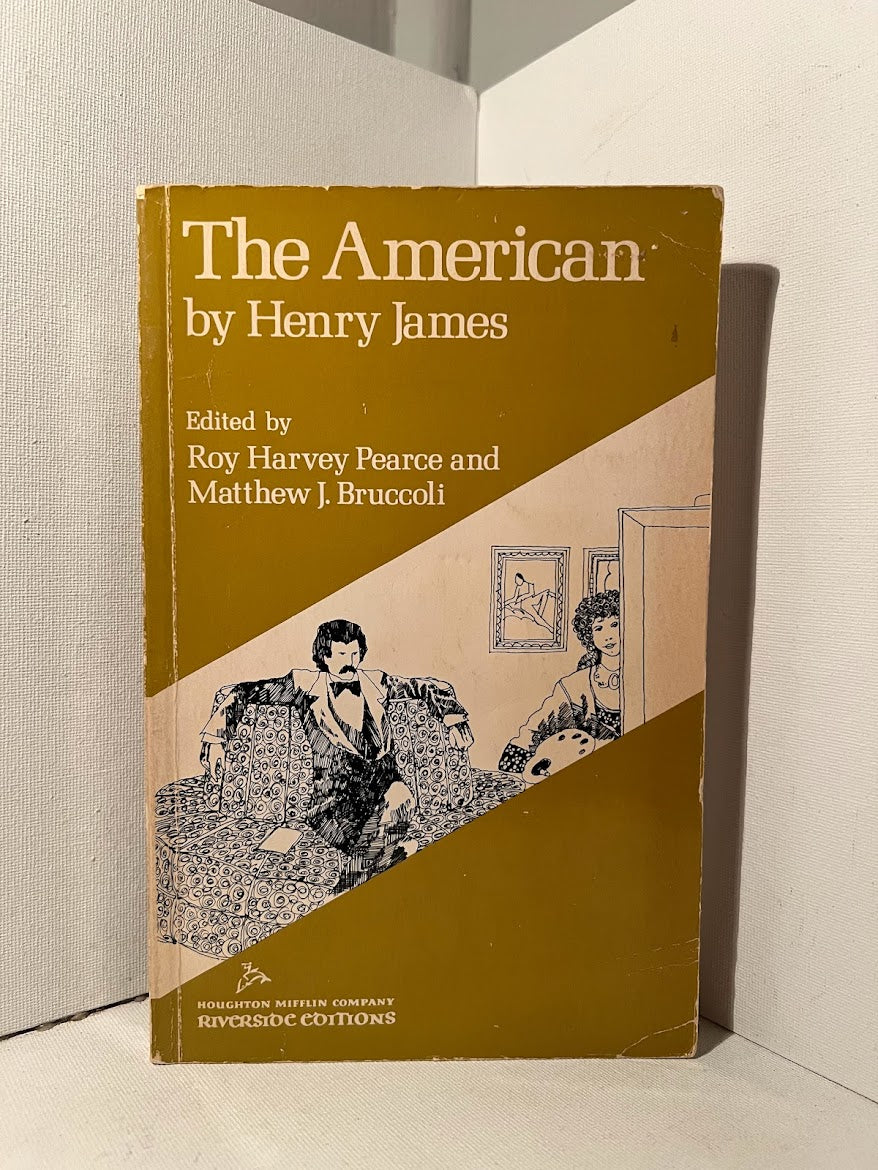 The American
by Henry James
Edited by
Roy Harvey Pearce and
Matthew J. Bruccoli
HOUGHTON MIFFLIN COMPANY
RIVERSIDE EDITIONS